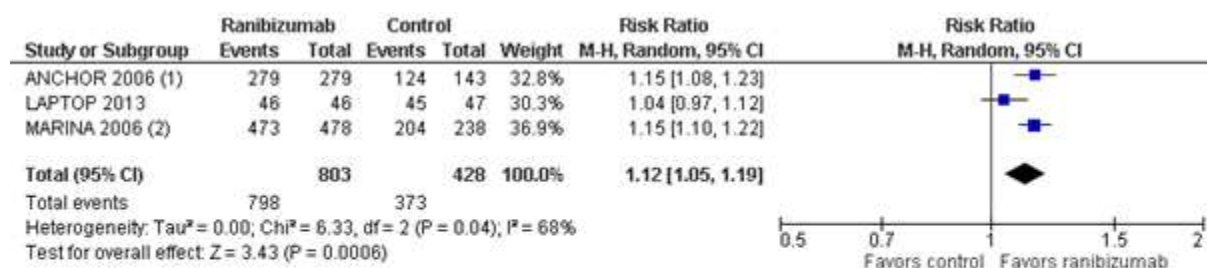 Ranibizumab Control Risk Ratio Risk Ratio
Study or Subgroup Events Total Events Total Weight M-H, Random, 95% CI M-H, Random, 95% CI
ANCHOR 2006 (1) 279 279 124 143 32.8% 1.15 [1.08, 1.23]
LAPTOP 2013 46 46 45 47 30.3% 1.04 [0.97, 1.12]
MARINA 2006 (2) 473 478 204 238 36.9% 1.15 [1.10, 1.22]
Total (95% CI) 803 428 100.0% 1.12 [1.05, 1.19]
Total events 798 373
Heterogeneity: Tau² = 0.00; Chi² = 6.33, df = 2 (P = 0.04); I² = 68%
Test for overall effect: Z = 3.43 (P = 0.0006)
0.5 0.7 1 1.5 2
Favors control Favors ranibizumab